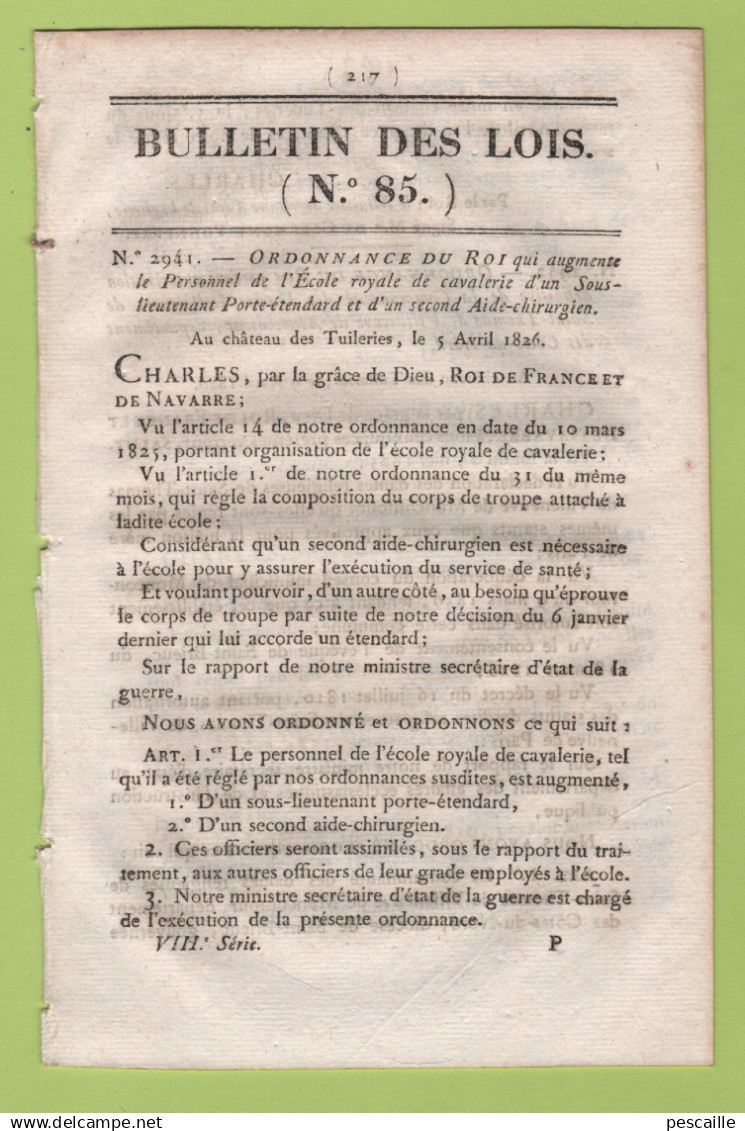 ( 217 )
BULLETIN DES LOIS.
( N.° 85. )
N.° 2941. — ORDONNANCE DU ROI qui augmente
le Personnel de l'École royale de cavalerie d'un Sous-
lieutenant Porte-étendard et d'un second Aide-chirurgien.
Au château des Tuileries, le 5 Avril 1826.
CHARLES, par la grâce de Dieu, ROI DE FRANCE ET
DE NAVARRE;
Vu l'article 14 de notre ordonnance en date du 10 mars
1825, portant organisation de l'école royale de cavalerie;
Vu l'article 1.er de notre ordonnance du 31 du même
mois, qui règle la composition du corps de troupe attaché à
ladite école;
Considérant qu'un second aide-chirurgien est nécessaire
à l'école pour y assurer l'exécution du service de santé;
Et voulant pourvoir, d'un autre côté, au besoin qu'éprouve
le corps de troupe par suite de notre décision du 6 janvier
dernier qui lui accorde un étendard;
Sur le rapport de notre ministre secrétaire d'état de la
guerre,
NOUS AVONS ORDONNÉ et ORDONNONS ce qui suit :
ART. 1.er Le personnel de l'école royale de cavalerie, tel
qu'il a été réglé par nos ordonnances susdites, est augmenté,
1.° D'un sous-lieutenant porte-étendard,
2.° D'un second aide-chirurgien.
2. Ces officiers seront assimilés, sous le rapport du trai-
tement, aux autres officiers de leur grade employés à l'école.
3. Notre ministre secrétaire d'état de la guerre est chargé
de l'exécution de la présente ordonnance.
VIII.e Série. P
pescaille